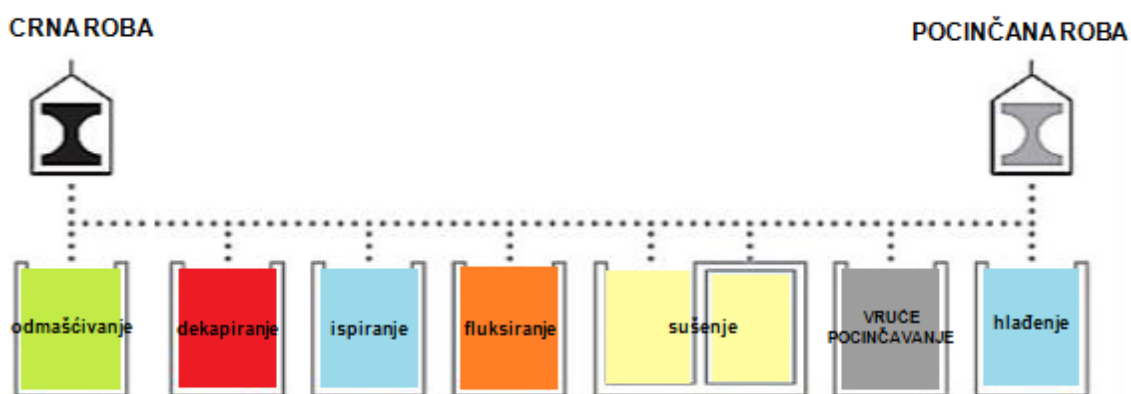 CRNA ROBA
POCINČANA ROBA
odmašćivanje
dekapiranje
ispiranje
fluksiranje
sušenje
VRUĆE
POCINČAVANJE
hlađenje